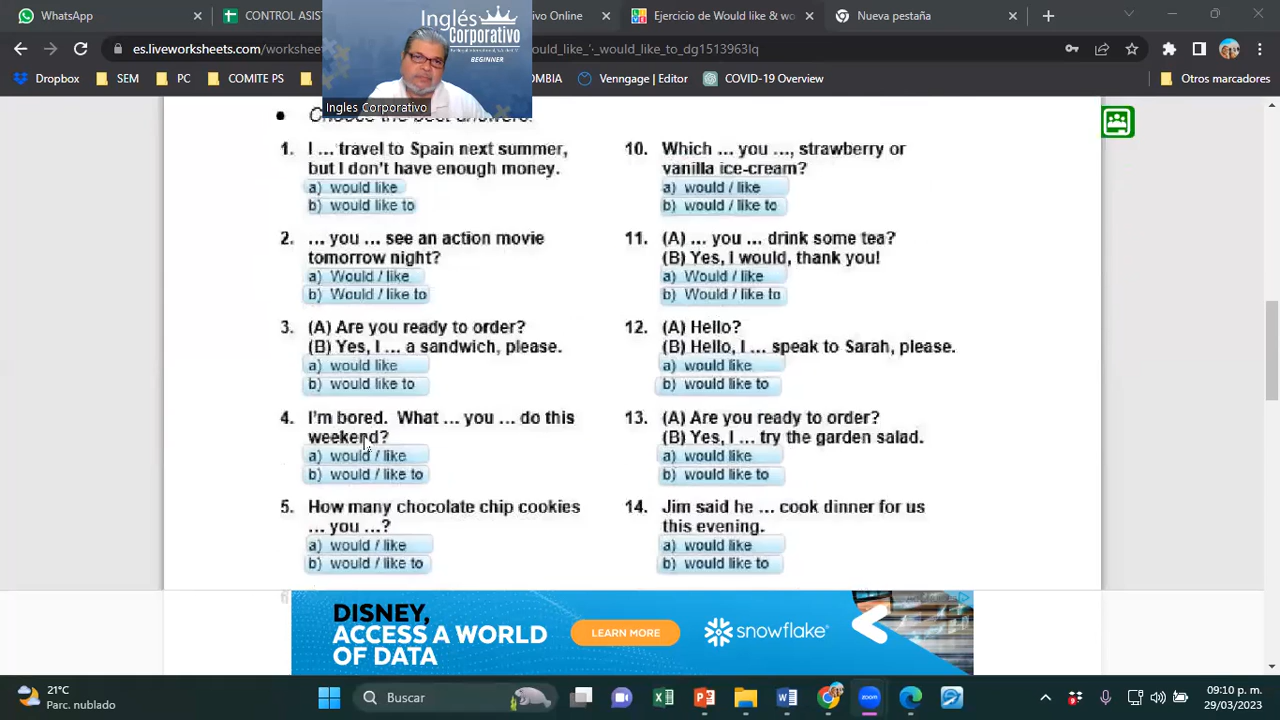 WhatsApp
CONTROL ASIST
ivo Online
Ejercicio de Would like & wo
Nueva pestaña
es.liveworksheets.com/workshee
ould_like_·_would_like_to_dg1513963lq
Dropbox
SEM
PC
COMITE PS
OMBIA
Venngage | Editor
COVID-19 Overview
Otros marcadores
Inglés
Corporativo
BEGINNER
Ingles Corporativo
Choose the best answers.
1. I ... travel to Spain next summer,
but I don't have enough money.
a) would like
b) would like to
2. ... you ... see an action movie
tomorrow night?
a) Would / like
b) Would / like to
3. (A) Are you ready to order?
(B) Yes, I ... a sandwich, please.
a) would like
b) would like to
4. I'm bored. What ... you ... do this
weekend?
a) would / like
b) would / like to
5. How many chocolate chip cookies
... you ...?
a) would / like
b) would / like to
10. Which ... you ..., strawberry or
vanilla ice-cream?
a) would / like
b) would / like to
11. (A) ... you ... drink some tea?
(B) Yes, I would, thank you!
a) Would / like
b) Would / like to
12. (A) Hello?
(B) Hello, I ... speak to Sarah, please.
a) would like
b) would like to
13. (A) Are you ready to order?
(B) Yes, I ... try the garden salad.
a) would like
b) would like to
14. Jim said he ... cook dinner for us
this evening.
a) would like
b) would like to
DISNEY,
ACCESS A WORLD
OF DATA
LEARN MORE
snowflake®
21°C
Parc. nublado
Buscar
zoom
09:10 p. m.
29/03/2023